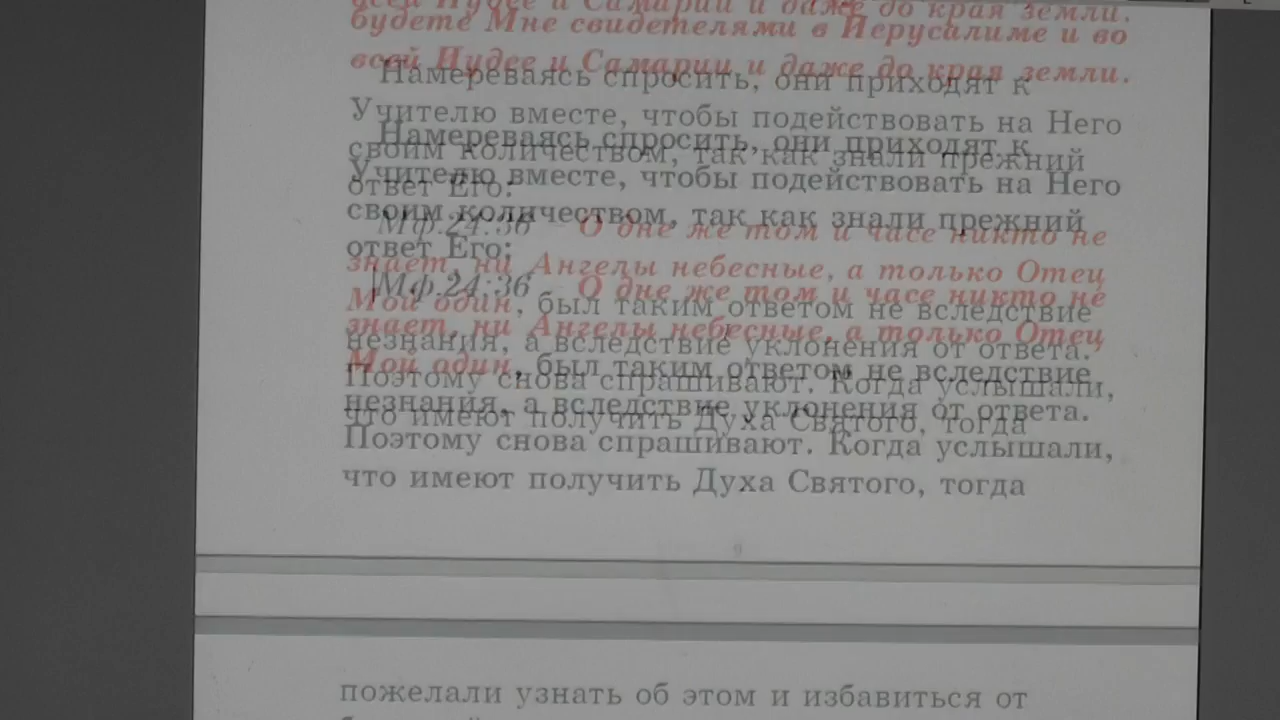 будете Мне свидетелями в Иерусалиме и во
всей Иудее и Самарии и даже до края земли.
Намереваясь спросить, они приходят к
Учителю вместе, чтобы подействовать на Него
своим количеством, так как знали прежний
ответ Его:
Мф.24:36 О дне же том и часе никто не
знает, ни Ангелы небесные, а только Отец
Мой один, был таким ответом не вследствие
незнания, а вследствие уклонения от ответа.
Поэтому снова спрашивают. Когда услышали,
что имеют получить Духа Святого, тогда
9
пожелали узнать об этом и избавиться от